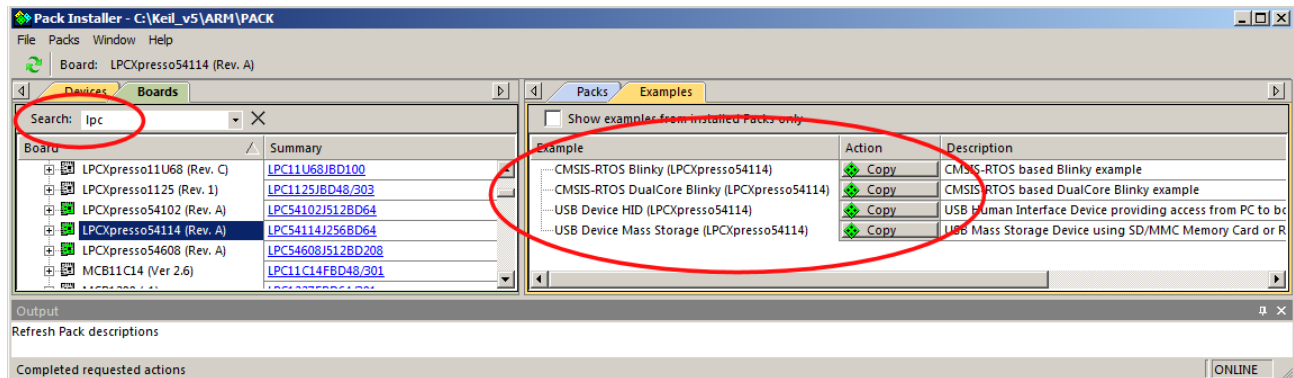 Pack Installer - C:\Keil_v5\ARM\PACK
File Packs Window Help
Board: LPCXpresso54114 (Rev. A)
Devices Boards
Packs Examples
Search: lpc
Show examples from installed Packs only
Board Summary
Example Action Description
LPCXpresso11U68 (Rev. C) LPC11U68JBD100
CMSIS-RTOS Blinky (LPCXpresso54114) Copy CMSIS-RTOS based Blinky example
LPCXpresso1125 (Rev. 1) LPC1125JBD48/303
CMSIS-RTOS DualCore Blinky (LPCXpresso54114) Copy CMSIS-RTOS based DualCore Blinky example
LPCXpresso54102 (Rev. A) LPC54102J512BD64
USB Device HID (LPCXpresso54114) Copy USB Human Interface Device providing access from PC to bo
LPCXpresso54114 (Rev. A) LPC54114J256BD64
USB Device Mass Storage (LPCXpresso54114) Copy USB Mass Storage Device using SD/MMC Memory Card or R
LPCXpresso54608 (Rev. A) LPC54608J512BD208
MCB11C14 (Ver 2.6) LPC11C14FBD48/301
Output
Refresh Pack descriptions
Completed requested actions
ONLINE